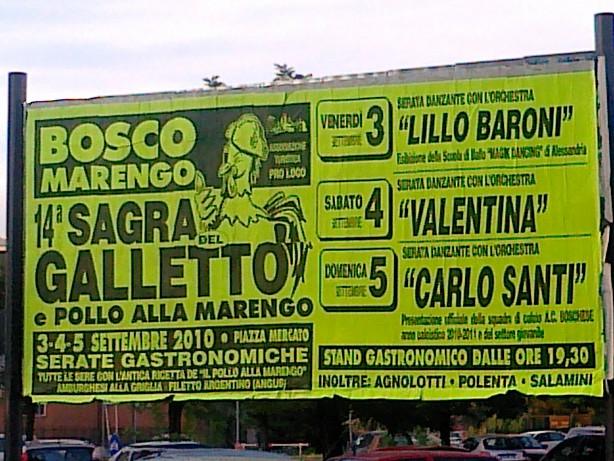 BOSCO
MARENGO
ASSOCIAZIONE
TURISTICA
PRO LOCO
14ª SAGRA
DEL
GALLETTO
e POLLO ALLA MARENGO
3-4-5 SETTEMBRE 2010 • PIAZZA MERCATO
SERATE GASTRONOMICHE
TUTTE LE SERE CON L'ANTICA RICETTA DE "IL POLLO ALLA MARENGO"
AMBURGHESI ALLA GRIGLIA • FILETTO ARGENTINO (ANGUS)
VENERDÌ
SETTEMBRE
3
SERATA DANZANTE CON L'ORCHESTRA
"LILLO BARONI"
Esibizione della Scuola di Ballo "MAGIK DANCING" di Alessandria
SABATO
SETTEMBRE
4
SERATA DANZANTE CON L'ORCHESTRA
"VALENTINA"
DOMENICA
SETTEMBRE
5
SERATA DANZANTE CON L'ORCHESTRA
"CARLO SANTI"
Presentazione ufficiale della squadra di calcio A.C. BOSCHESE
anno calcistico 2010-2011 e del settore giovanile
STAND GASTRONOMICO DALLE ORE 19,30
INOLTRE: AGNOLOTTI • POLENTA • SALAMINI